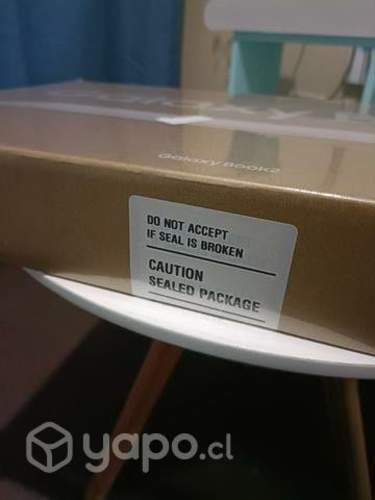 Galaxy Book2
DO NOT ACCEPT
IF SEAL IS BROKEN
CAUTION
SEALED PACKAGE
yapo.cl